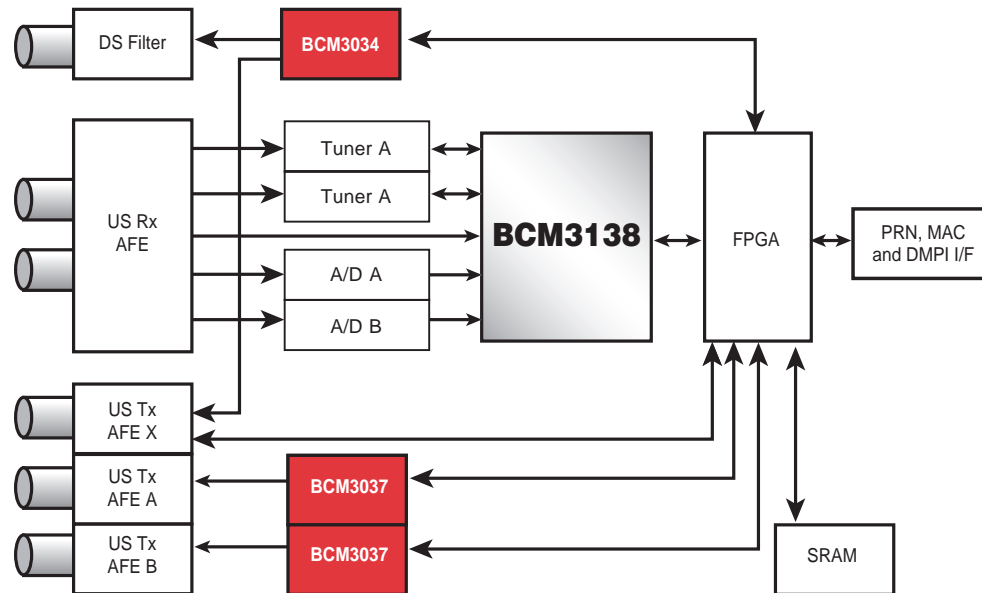 DS Filter
BCM3034
US Rx
AFE
Tuner A
Tuner A
A/D A
A/D B
BCM3138
FPGA
PRN, MAC
and DMPI I/F
US Tx
AFE X
US Tx
AFE A
US Tx
AFE B
BCM3037
BCM3037
SRAM